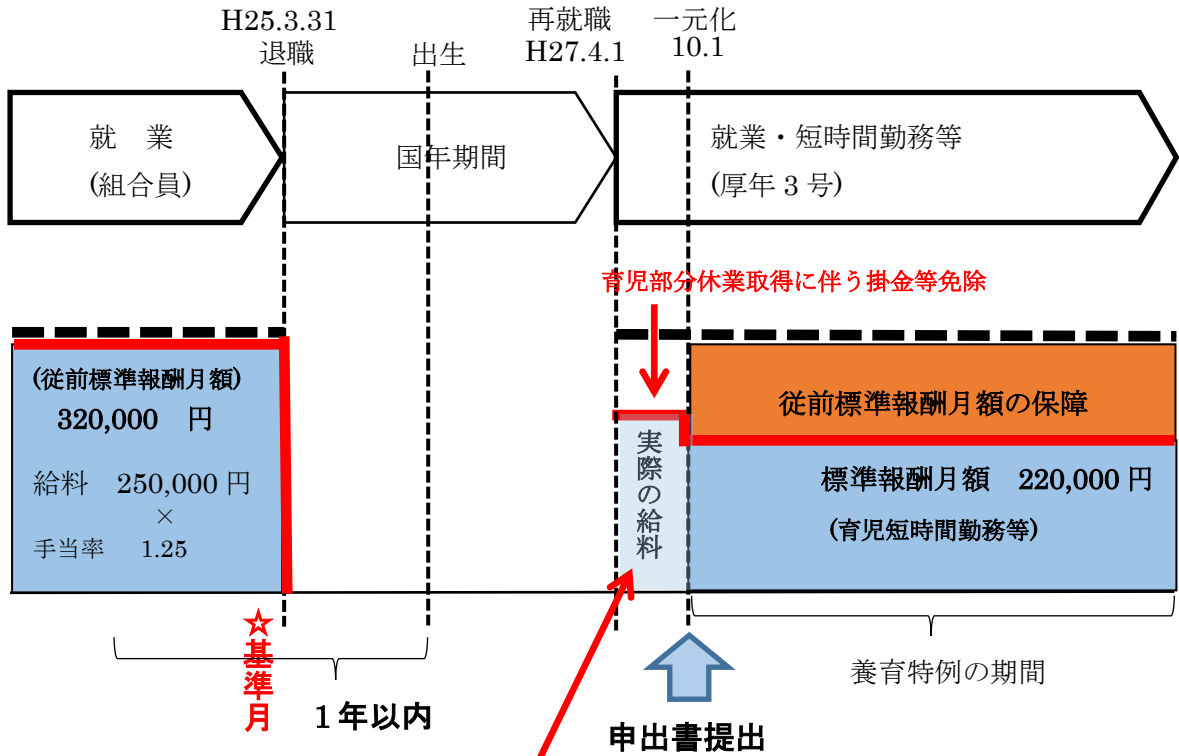 H25.3.31
退職
出生
再就職
H27.4.1
一元化
10.1
就　業
(組合員)
国年期間
就業・短時間勤務等
(厚年 3 号)
育児部分休業取得に伴う掛金等免除
(従前標準報酬月額)
320,000　円
給料　250,000 円
×
手当率　1.25
実際の給料
従前標準報酬月額の保障
標準報酬月額　220,000 円
(育児短時間勤務等)
☆基準月
１年以内
申出書提出
養育特例の期間